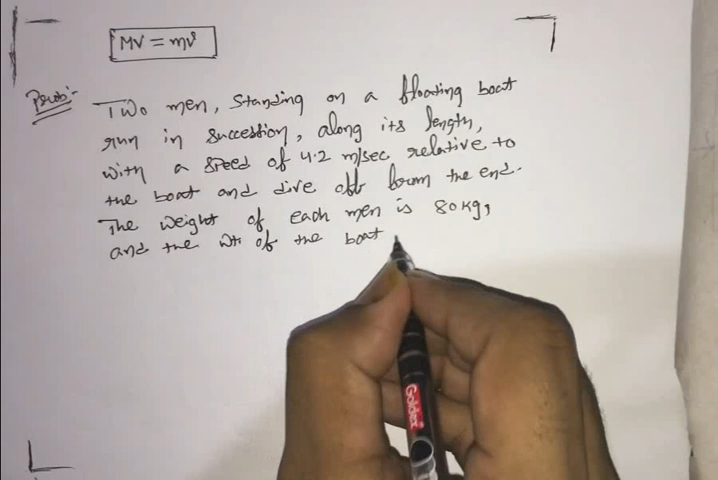 MV = mv
Prob:-
Two men, standing on a floating boat
run in succession, along its length,
with a speed of 4.2 m/sec relative to
the boat and dive off from the end.
The weight of each men is 80 kg,
and the wt. of the boat
Goldex